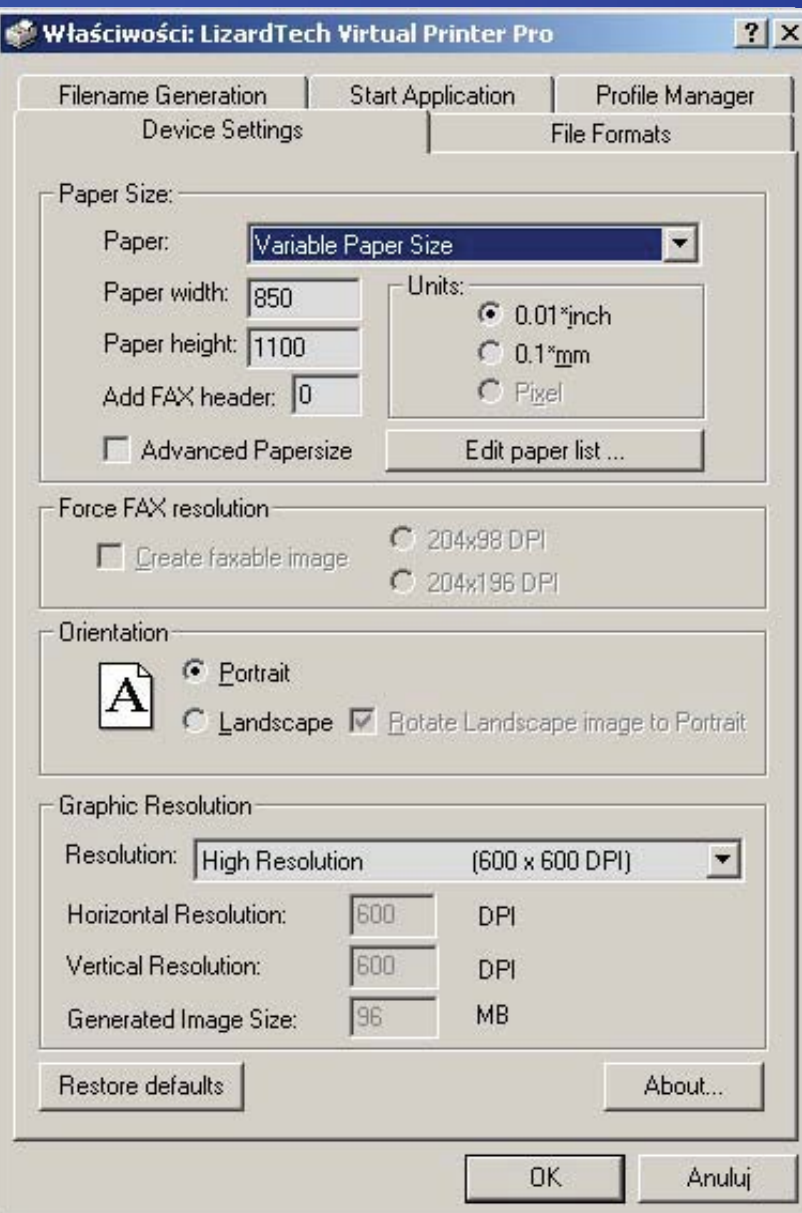 Właściwości: LizardTech Virtual Printer Pro
Filename Generation Start Application Profile Manager
Device Settings File Formats
Paper Size:
Paper: Variable Paper Size
Paper width: 850
Units:
0.01*inch
Paper height: 1100
0.1*mm
Add FAX header: 0
Pixel
Advanced Papersize Edit paper list ...
Force FAX resolution
Create faxable image
204x98 DPI
204x196 DPI
Orientation
A
Portrait
Landscape Rotate Landscape image to Portrait
Graphic Resolution
Resolution: High Resolution (600 x 600 DPI)
Horizontal Resolution: 600 DPI
Vertical Resolution: 600 DPI
Generated Image Size: 96 MB
Restore defaults About...
OK Anuluj